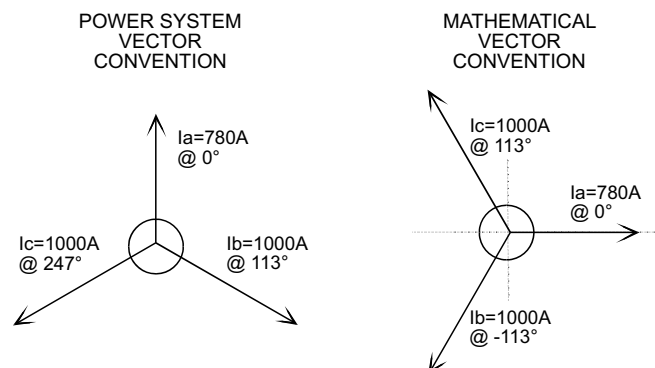 POWER SYSTEM
VECTOR
CONVENTION
Ia=780A
@ 0°
Ic=1000A
@ 247°
Ib=1000A
@ 113°
MATHEMATICAL
VECTOR
CONVENTION
Ic=1000A
@ 113°
Ia=780A
@ 0°
Ib=1000A
@ -113°